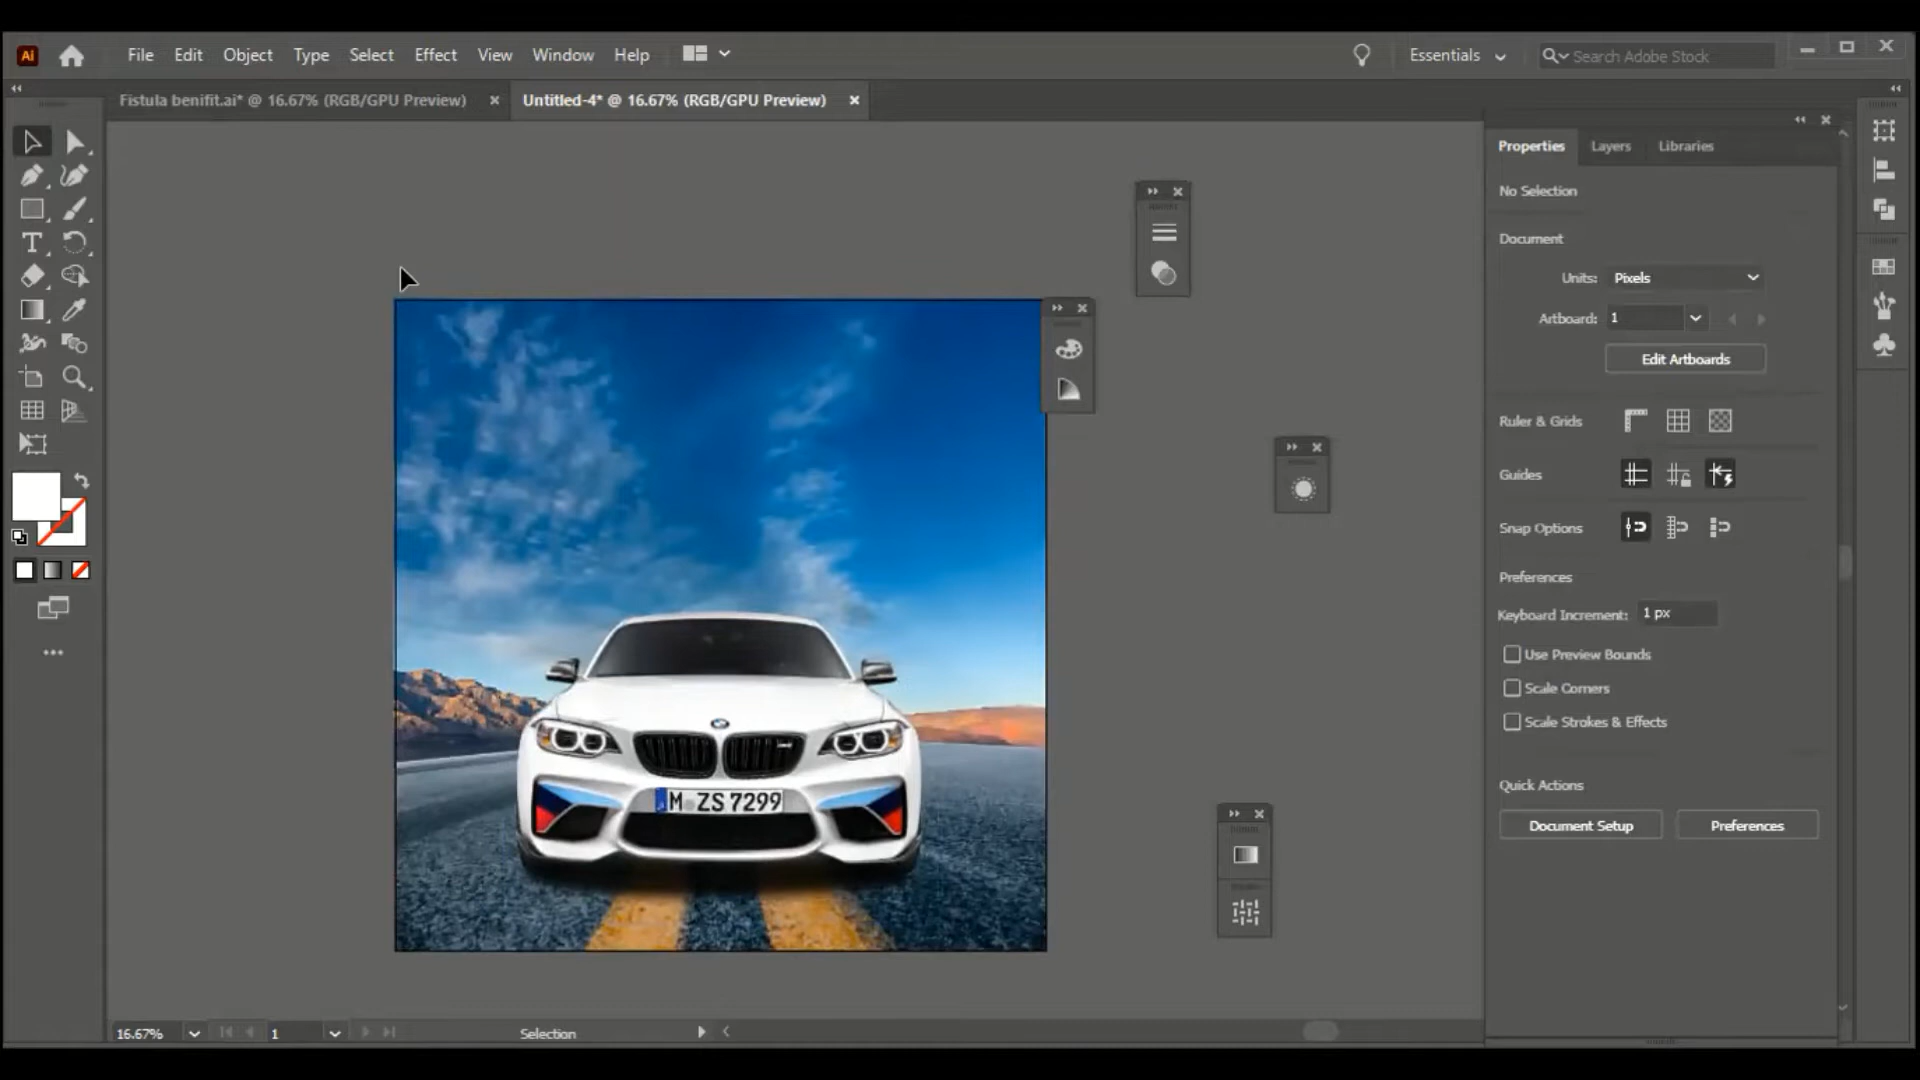 Ai File Edit Object Type Select Effect View Window Help Essentials Search Adobe Stock
Fistula benifit.ai* @ 16.67% (RGB/GPU Preview) Untitled-4* @ 16.67% (RGB/GPU Preview)
Properties Layers Libraries
No Selection
Document
Units: Pixels
Artboard: 1
Edit Artboards
Ruler & Grids
Guides
Snap Options
Preferences
Keyboard Increment: 1 px
Use Preview Bounds
Scale Corners
Scale Strokes & Effects
Quick Actions
Document Setup Preferences
M ZS 7299
16.67% 1 Selection